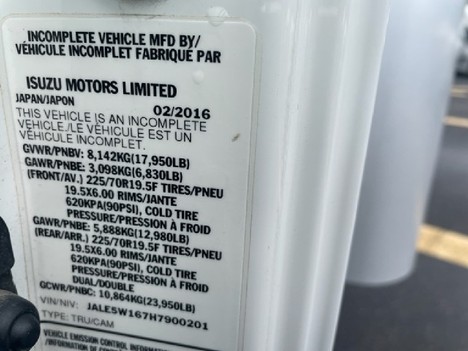 INCOMPLETE VEHICLE MFD BY/
VÉHICULE INCOMPLET FABRIQUÉ PAR
ISUZU MOTORS LIMITED
JAPAN/JAPON 02/2016
THIS VEHICLE IS AN INCOMPLETE
VEHICLE./LE VÉHICULE EST UN
VÉHICULE INCOMPLET.
GVWR/PNBV: 8,142KG(17,950LB)
GAWR/PNBE: 3,098KG(6,830LB)
(FRONT/AV.) 225/70R19.5F TIRES/PNEU
19.5X6.00 RIMS/JANTE
620KPA(90PSI), COLD TIRE
PRESSURE/PRESSION À FROID
GAWR/PNBE: 5,888KG(12,980LB)
(REAR/ARR.) 225/70R19.5F TIRES/PNEU
19.5X6.00 RIMS/JANTE
620KPA(90PSI), COLD TIRE
PRESSURE/PRESSION À FROID
DUAL/DOUBLE
GCWR/PNBC: 10,864KG(23,950LB)
VIN/NIV: JALE5W167H7900201
TYPE: TRU/CAM
VEHICLE EMISSION CONTROL INFORMATION